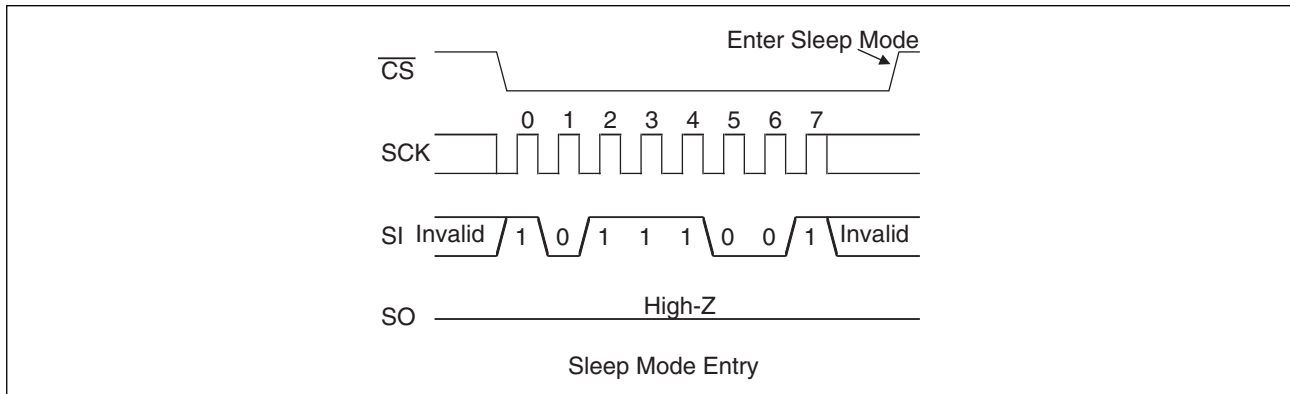 Enter Sleep Mode
CS
0 1 2 3 4 5 6 7
SCK
SI Invalid 1 0 1 1 1 0 0 1 Invalid
High-Z
SO
Sleep Mode Entry